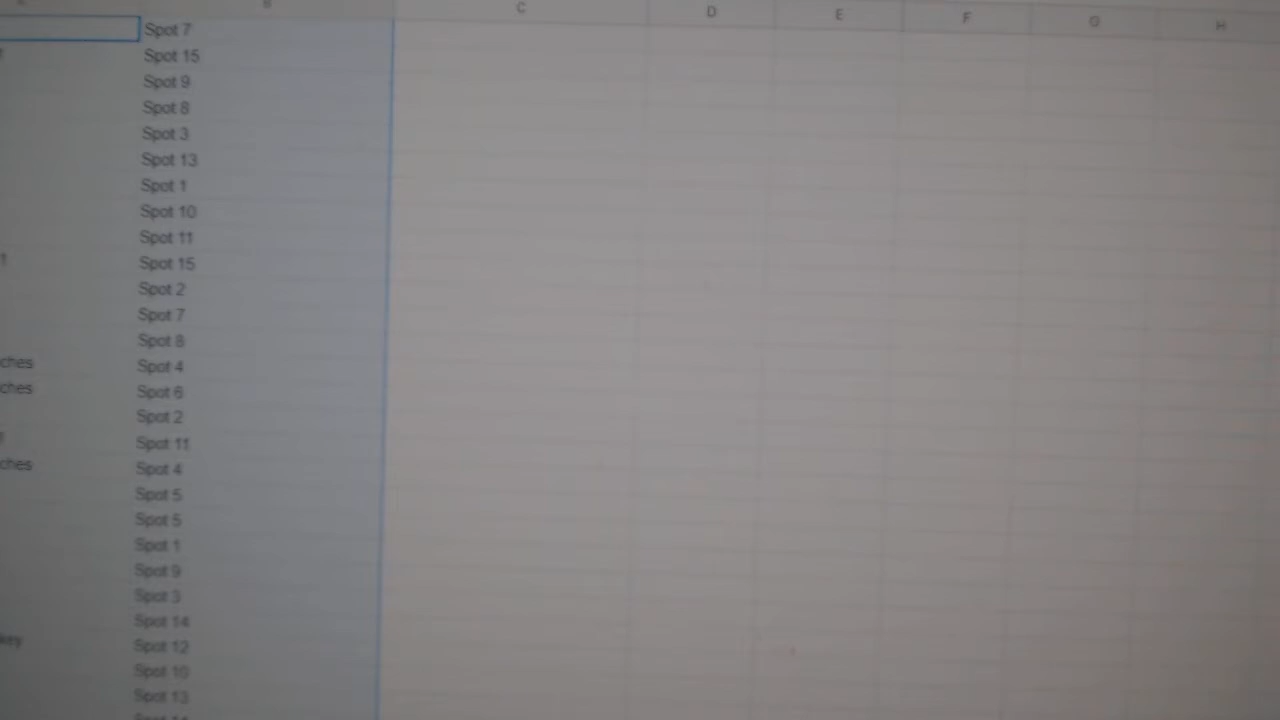 B C D E F G H
Spot 7
Spot 15
Spot 9
Spot 8
Spot 3
Spot 13
Spot 1
Spot 10
Spot 11
1 Spot 15
Spot 2
Spot 7
Spot 8
ches Spot 4
ches Spot 6
Spot 2
Spot 11
ches Spot 4
Spot 5
Spot 5
Spot 1
Spot 9
Spot 3
Spot 14
key Spot 12
Spot 10
Spot 13